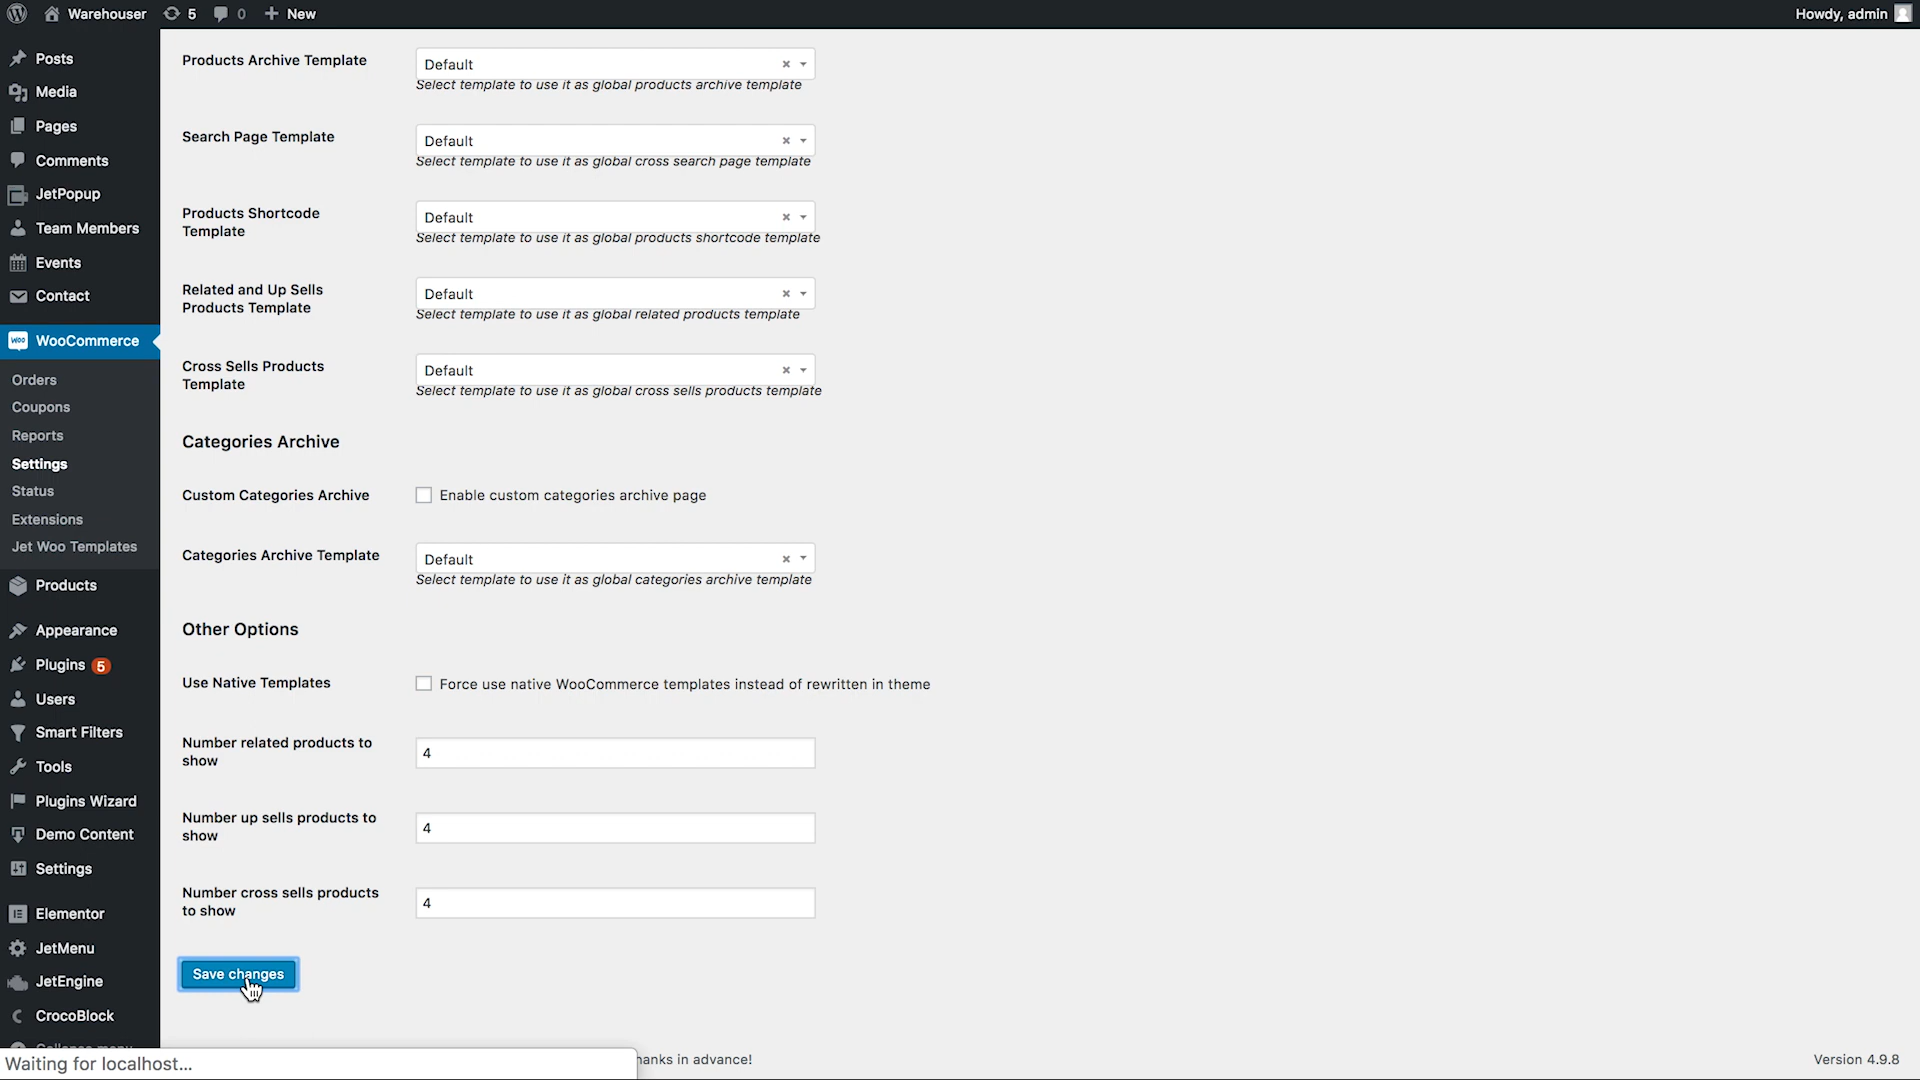 Warehouser 5 0 New Howdy, admin
Posts
Media
Pages
Comments
JetPopup
Team Members
Events
Contact
woo WooCommerce
Orders
Coupons
Reports
Settings
Status
Extensions
Jet Woo Templates
Products
Appearance
Plugins 5
Users
Smart Filters
Tools
Plugins Wizard
Demo Content
Settings
Elementor
JetMenu
JetEngine
CrocoBlock
Collapse menu
Products Archive Template
Default
Select template to use it as global products archive template
Search Page Template
Default
Select template to use it as global cross search page template
Products Shortcode
Template
Default
Select template to use it as global products shortcode template
Related and Up Sells
Products Template
Default
Select template to use it as global related products template
Cross Sells Products
Template
Default
Select template to use it as global cross sells products template
Categories Archive
Custom Categories Archive
Enable custom categories archive page
Categories Archive Template
Default
Select template to use it as global categories archive template
Other Options
Use Native Templates
Force use native WooCommerce templates instead of rewritten in theme
Number related products to
show
4
Number up sells products to
show
4
Number cross sells products
to show
4
Save changes
Waiting for localhost...
hanks in advance!
Version 4.9.8